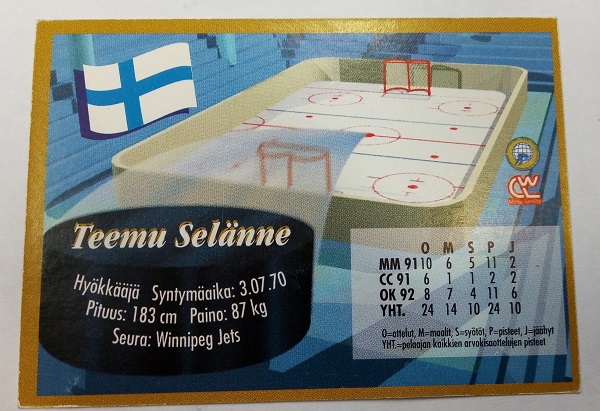 Teemu Selänne
Hyökkääjä Syntymäaika: 3.07.70
Pituus: 183 cm Paino: 87 kg
Seura: Winnipeg Jets
O M S P J
MM 91 10 6 5 11 2
CC 91 6 1 1 2 2
OK 92 8 7 4 11 6
YHT. 24 14 10 24 10
O=ottelut, M=maalit, S=syötöt, P=pisteet, J=jäähyt
YHT.=pelaajan kaikkien arvokisaottelujen pisteet